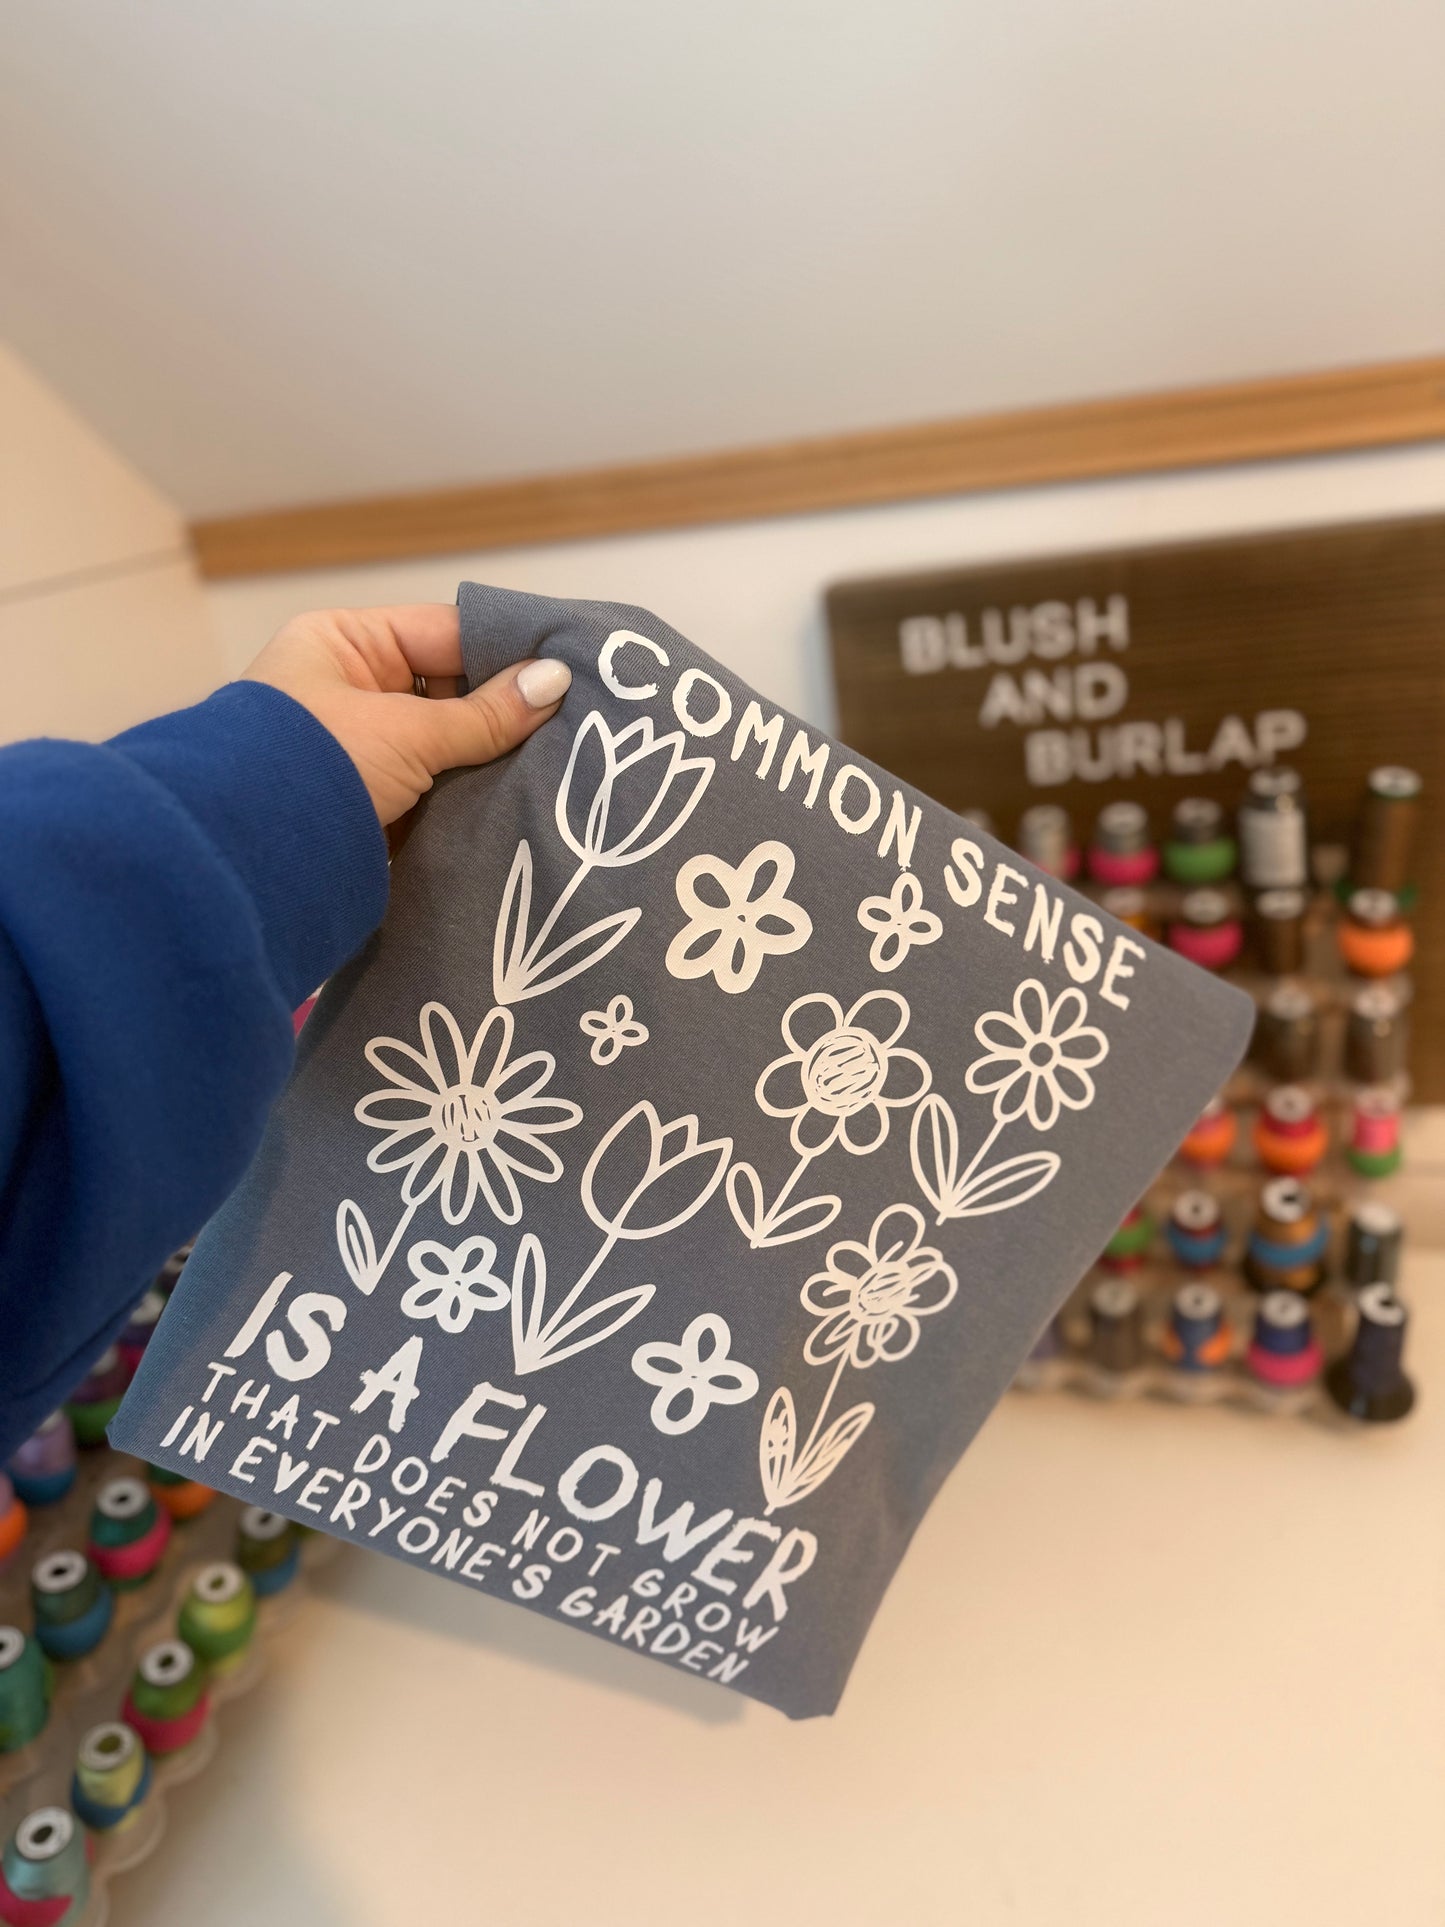 BLUSH
AND
BURLAP
COMMON SENSE
IS A FLOWER
THAT DOES NOT GROW
IN EVERYONE'S GARDEN